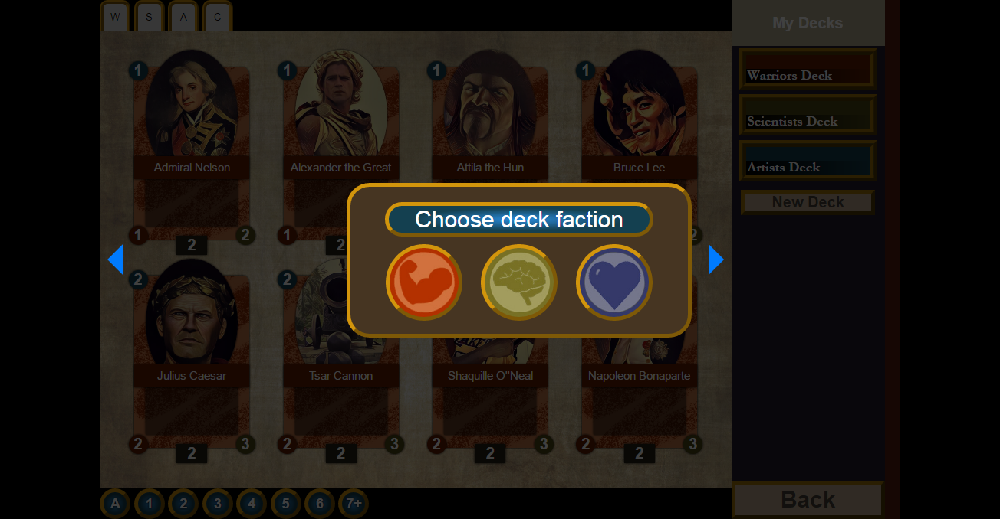 W S A C
My Decks
1 1 1 1
Warriors Deck
Scientists Deck
Artists Deck
New Deck
Admiral Nelson
Alexander the Great
Attila the Hun
Bruce Lee
Choose deck faction
1 2 2
1 2
2
2 2
Julius Caesar
Tsar Cannon
Shaquille O"Neal
Napoleon Bonaparte
2 2 3
2 2 3
2 2 3
2 2 3
A 1 2 3 4 5 6 7+
Back